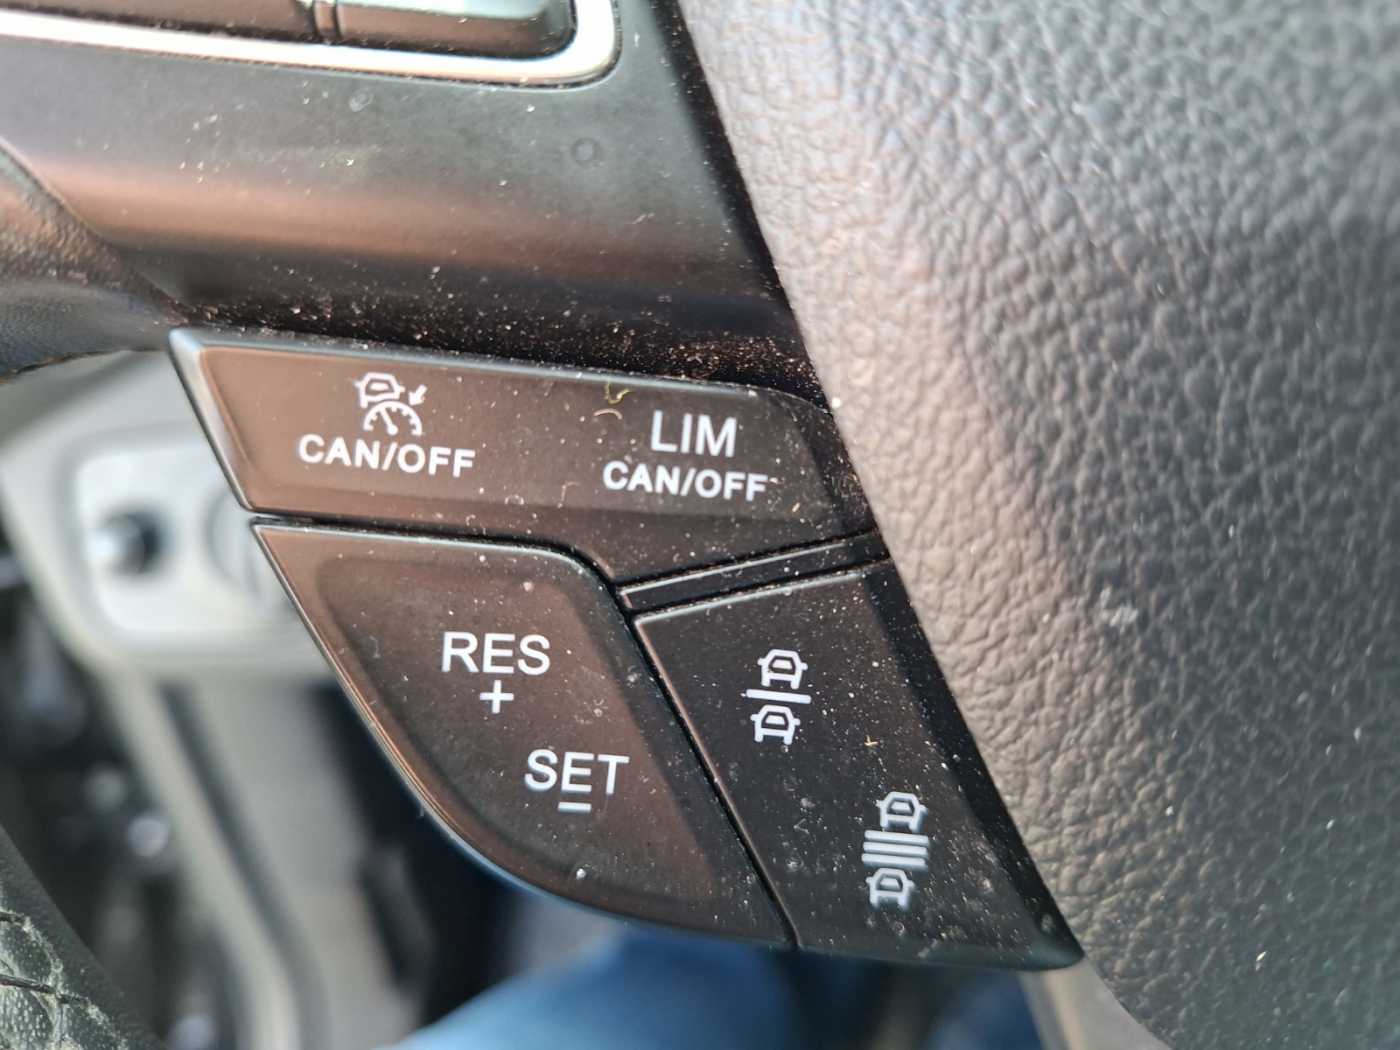 CAN/OFF
LIM
CAN/OFF
RES
+
SET
−